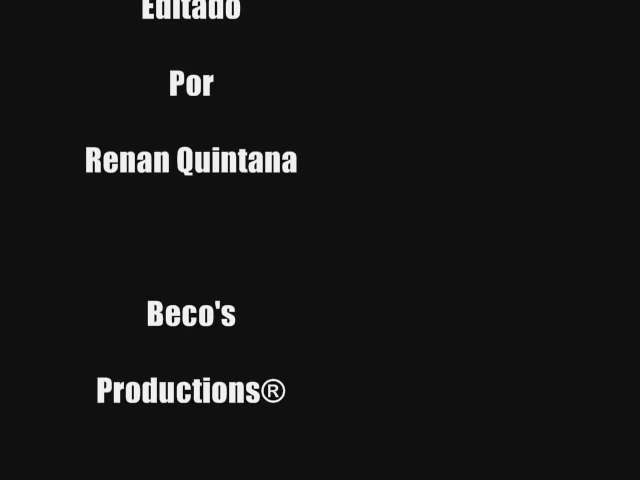 Editado
Por
Renan Quintana
Beco's
Productions®